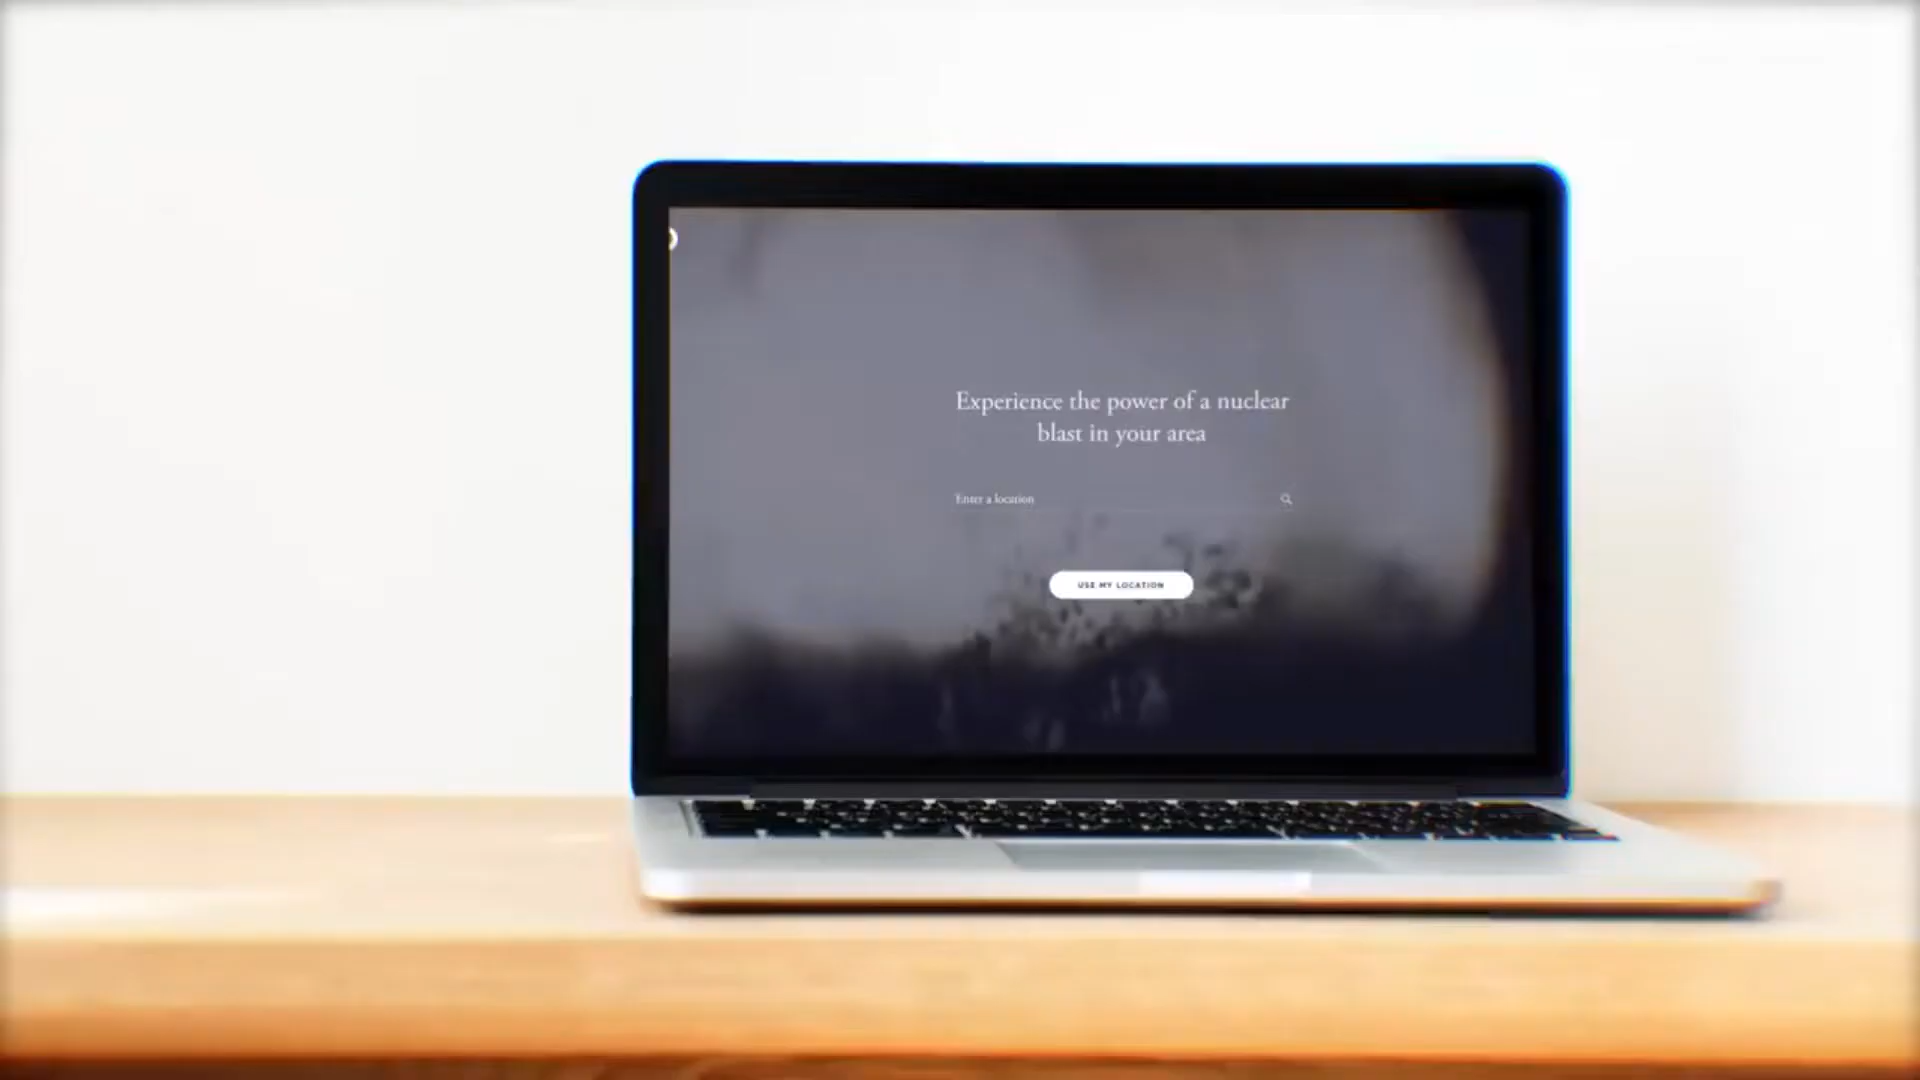 Experience the power of a nuclear
blast in your area
Enter a location
USE MY LOCATION